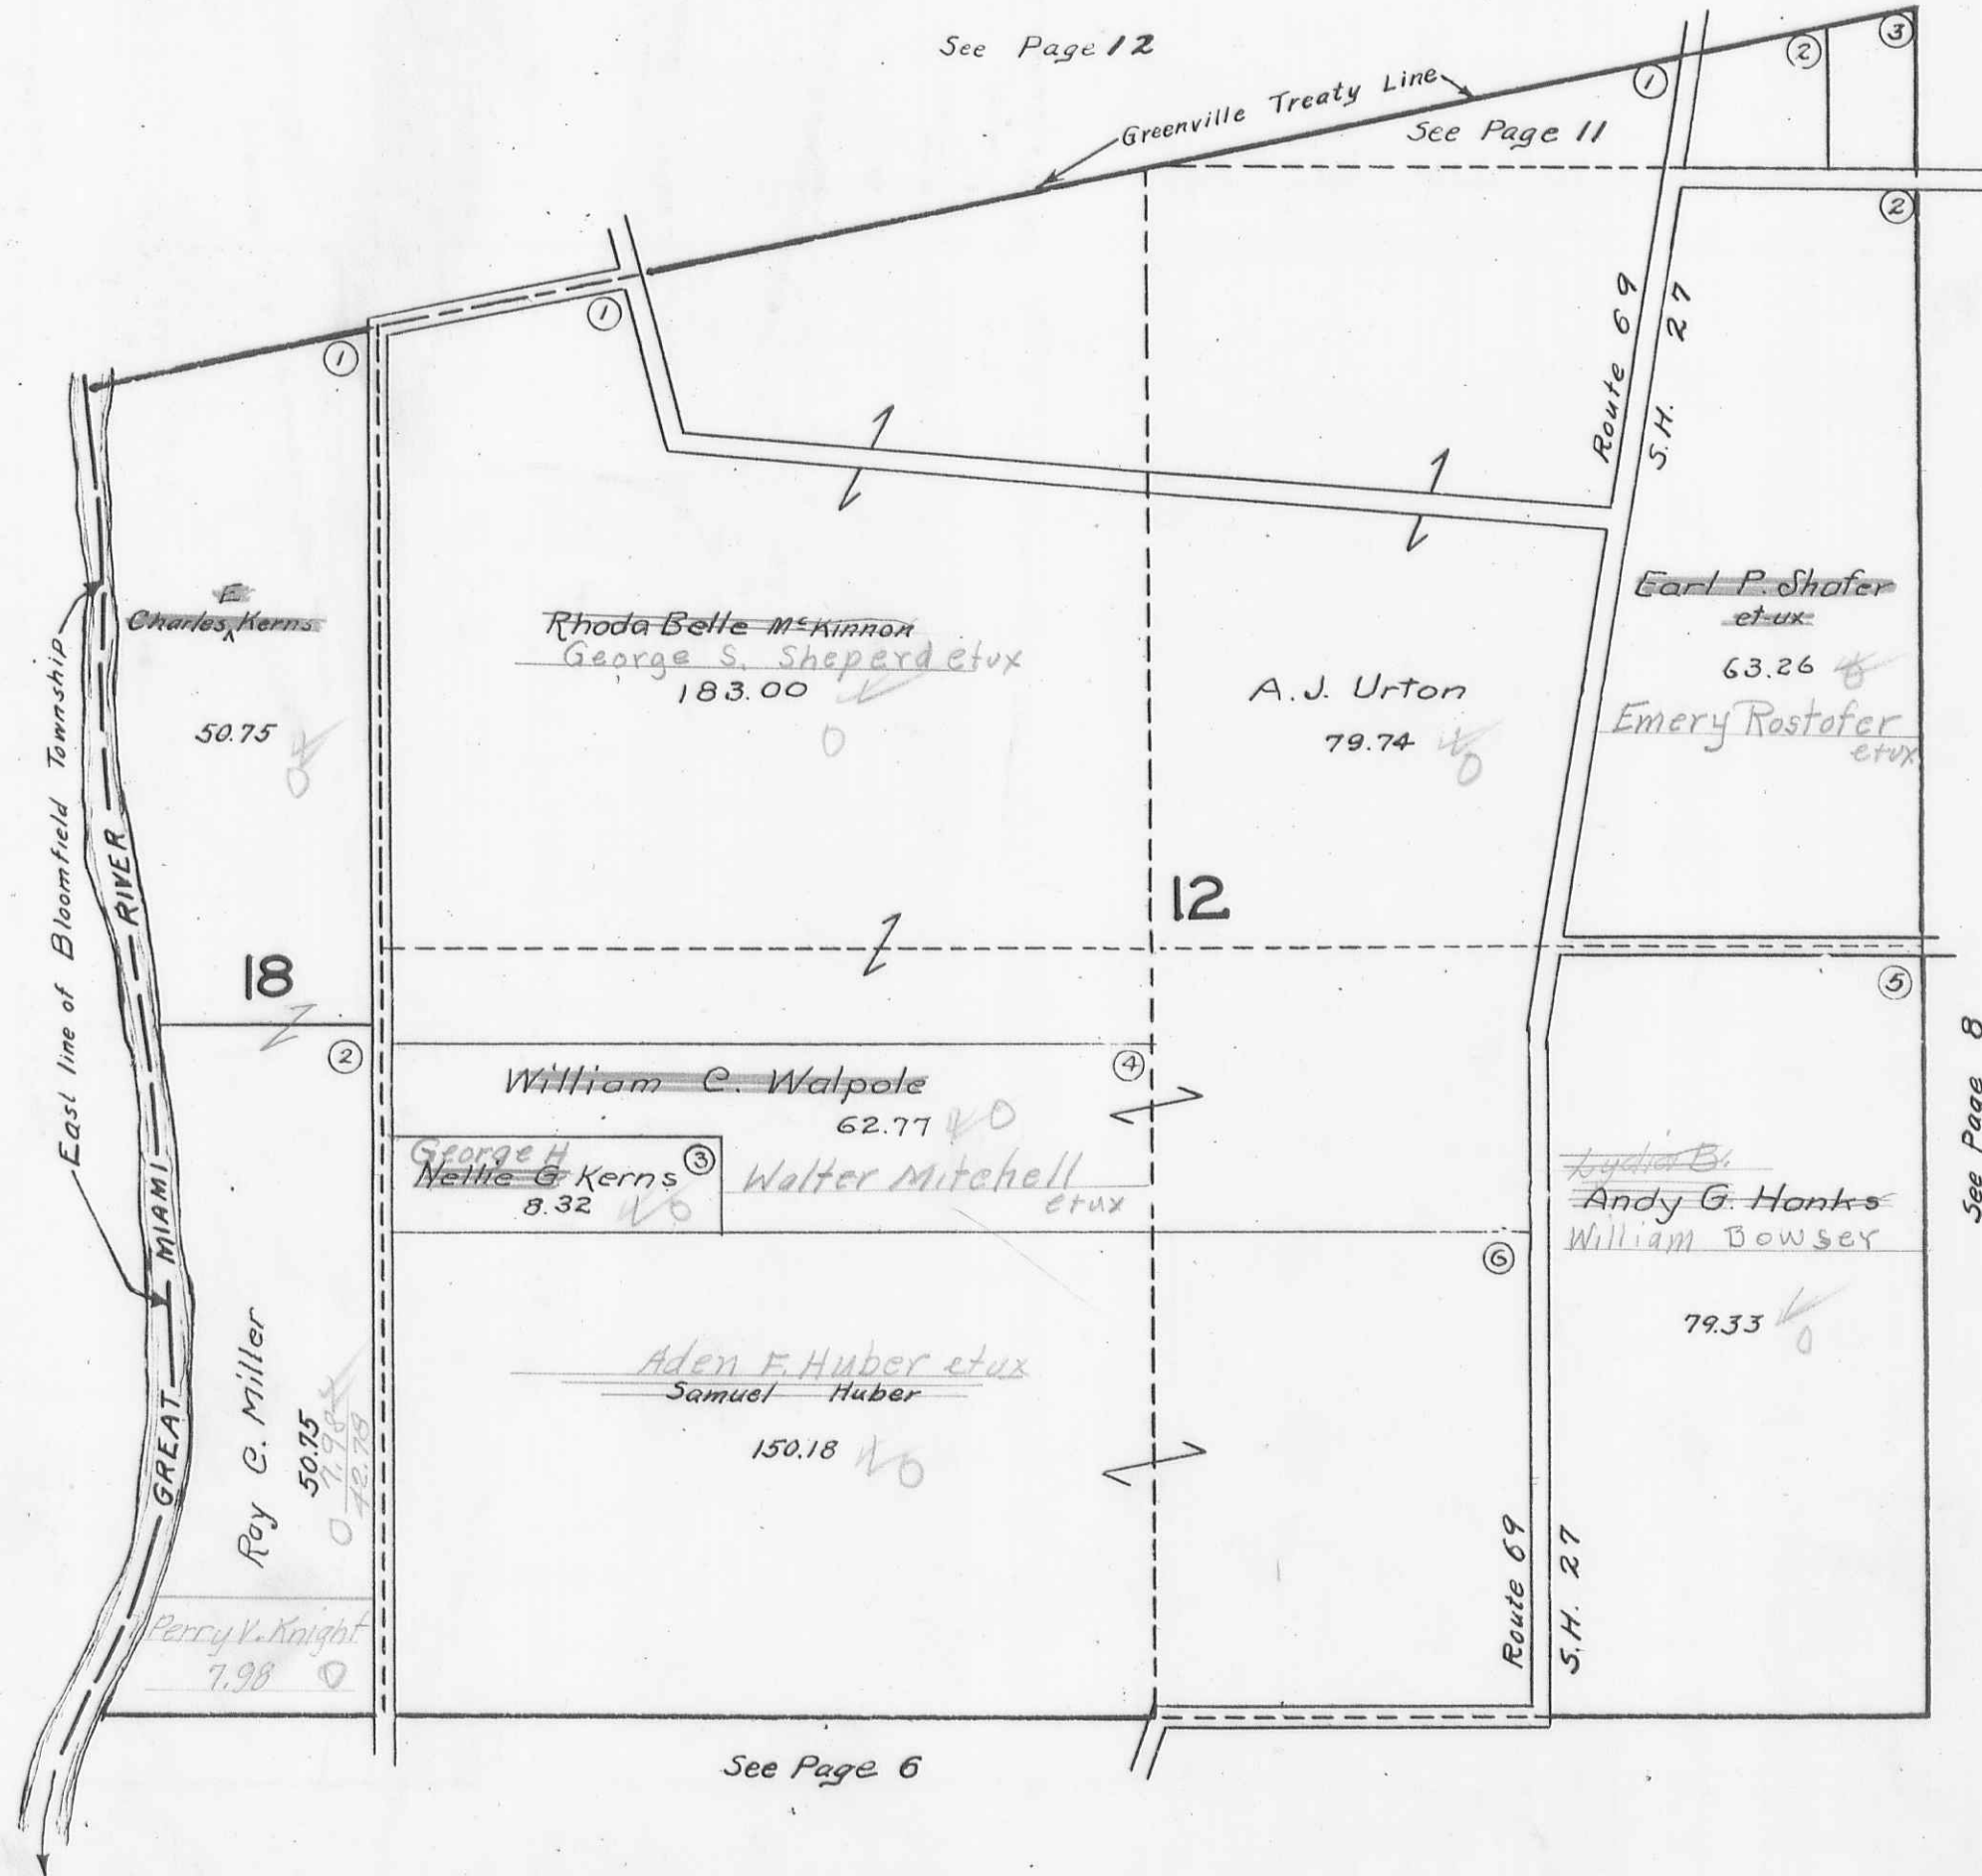 See Page 12
Greenville Treaty Line
See Page 11
1
2
3
2
1
1
Route 69
S.H. 27
E
Charles Kerns
50.75
0
Rhoda Belle McKinnon
George S. Sheperd etux
183.00
0
A.J. Urton
79.74
0
Earl P. Shafer
et-ux
63.26
0
Emery Rostofer
etux
East line of Bloomfield Township
GREAT MIAMI RIVER
18
12
2
4
5
William C. Walpole
62.77 0
George H
Nellie G Kerns
3
8.32 0
Walter Mitchell
etux
See Page 8
Lydia B.
Andy G. Honks
William Bowser
79.33
0
6
Aden F. Huber etux
Samuel Huber
150.18 0
Ray C. Miller
50.75
7.98
0 42.78
Route 69
S.H. 27
Perry V. Knight
7.98 0
See Page 6